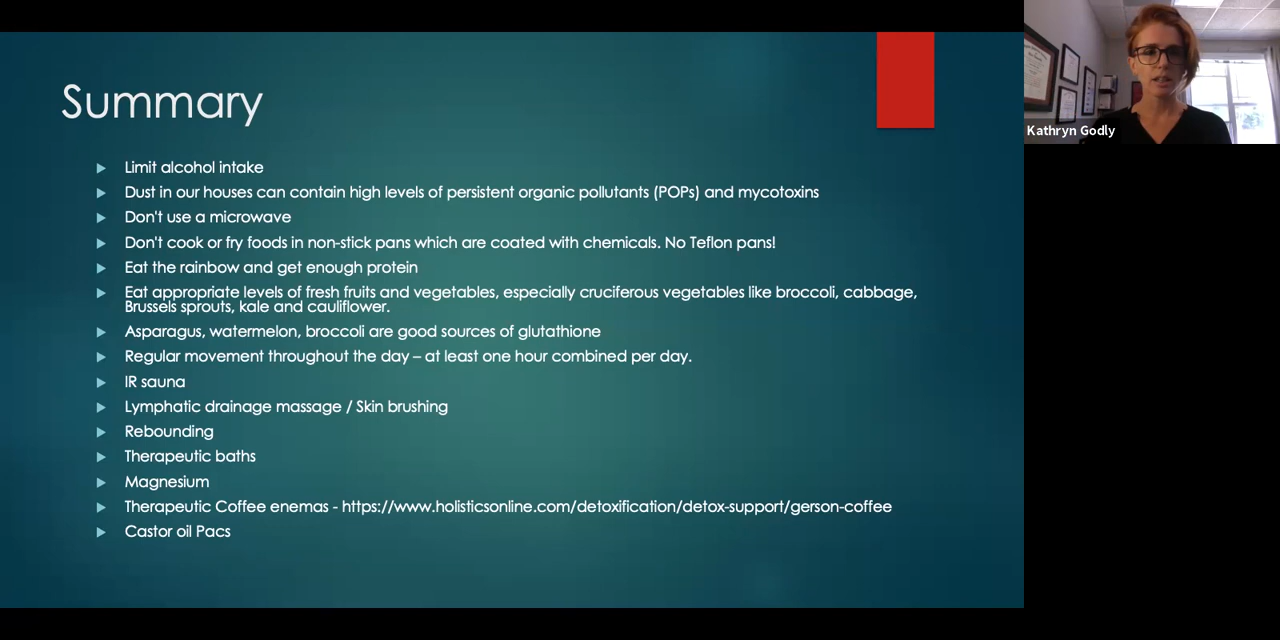 Summary
Limit alcohol intake
Dust in our houses can contain high levels of persistent organic pollutants (POPs) and mycotoxins
Don't use a microwave
Don't cook or fry foods in non-stick pans which are coated with chemicals. No Teflon pans!
Eat the rainbow and get enough protein
Eat appropriate levels of fresh fruits and vegetables, especially cruciferous vegetables like broccoli, cabbage,
Brussels sprouts, kale and cauliflower.
Asparagus, watermelon, broccoli are good sources of glutathione
Regular movement throughout the day – at least one hour combined per day.
IR sauna
Lymphatic drainage massage / Skin brushing
Rebounding
Therapeutic baths
Magnesium
Therapeutic Coffee enemas - https://www.holisticsonline.com/detoxification/detox-support/gerson-coffee
Castor oil Pacs
Kathryn Godly